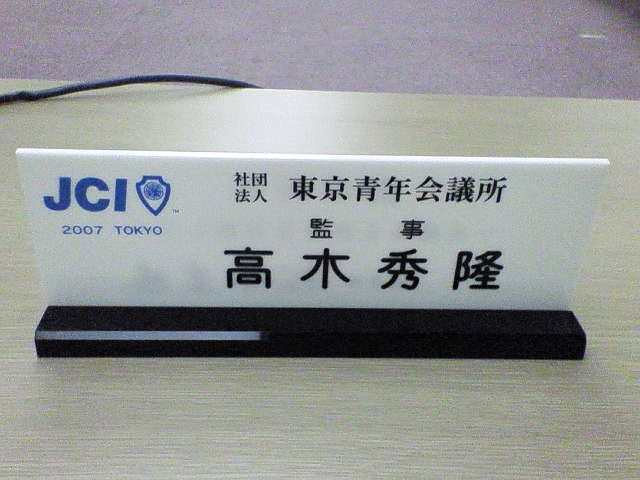 JCI
2007 TOKYO
社団
法人
東京青年会議所
監事
高木秀隆